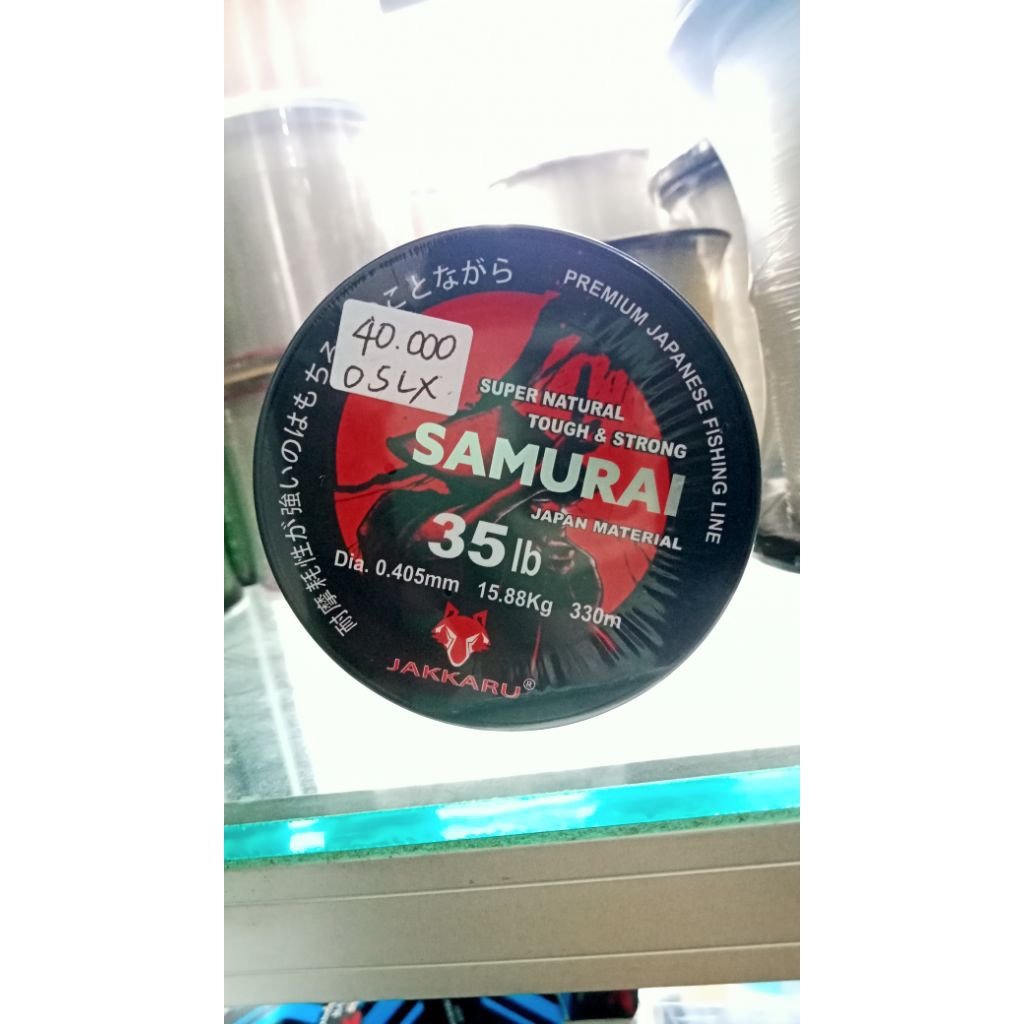 耐摩耗性が強いのはもちろ
ことながら
PREMIUM JAPANESE FISHING LINE
40.000
OSLX
SUPER NATURAL
TOUGH & STRONG
SAMURAI
JAPAN MATERIAL
35 lb
Dia. 0.405mm 15.88Kg 330m
JAKKARU®